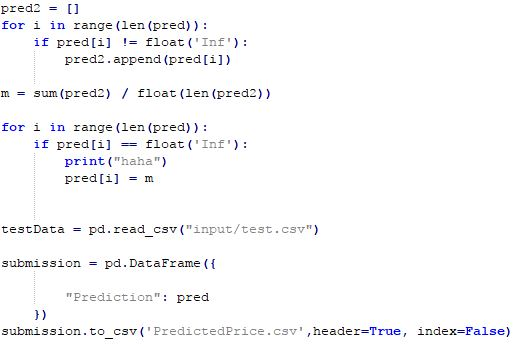 pred2 = []
for i in range(len(pred)):
    if pred[i] != float('Inf'):
        pred2.append(pred[i])
m = sum(pred2) / float(len(pred2))
for i in range(len(pred)):
    if pred[i] == float('Inf'):
        print("haha")
        pred[i] = m
testData = pd.read_csv("input/test.csv")
submission = pd.DataFrame({
        "Prediction": pred
    })
submission.to_csv('PredictedPrice.csv',header=True, index=False)